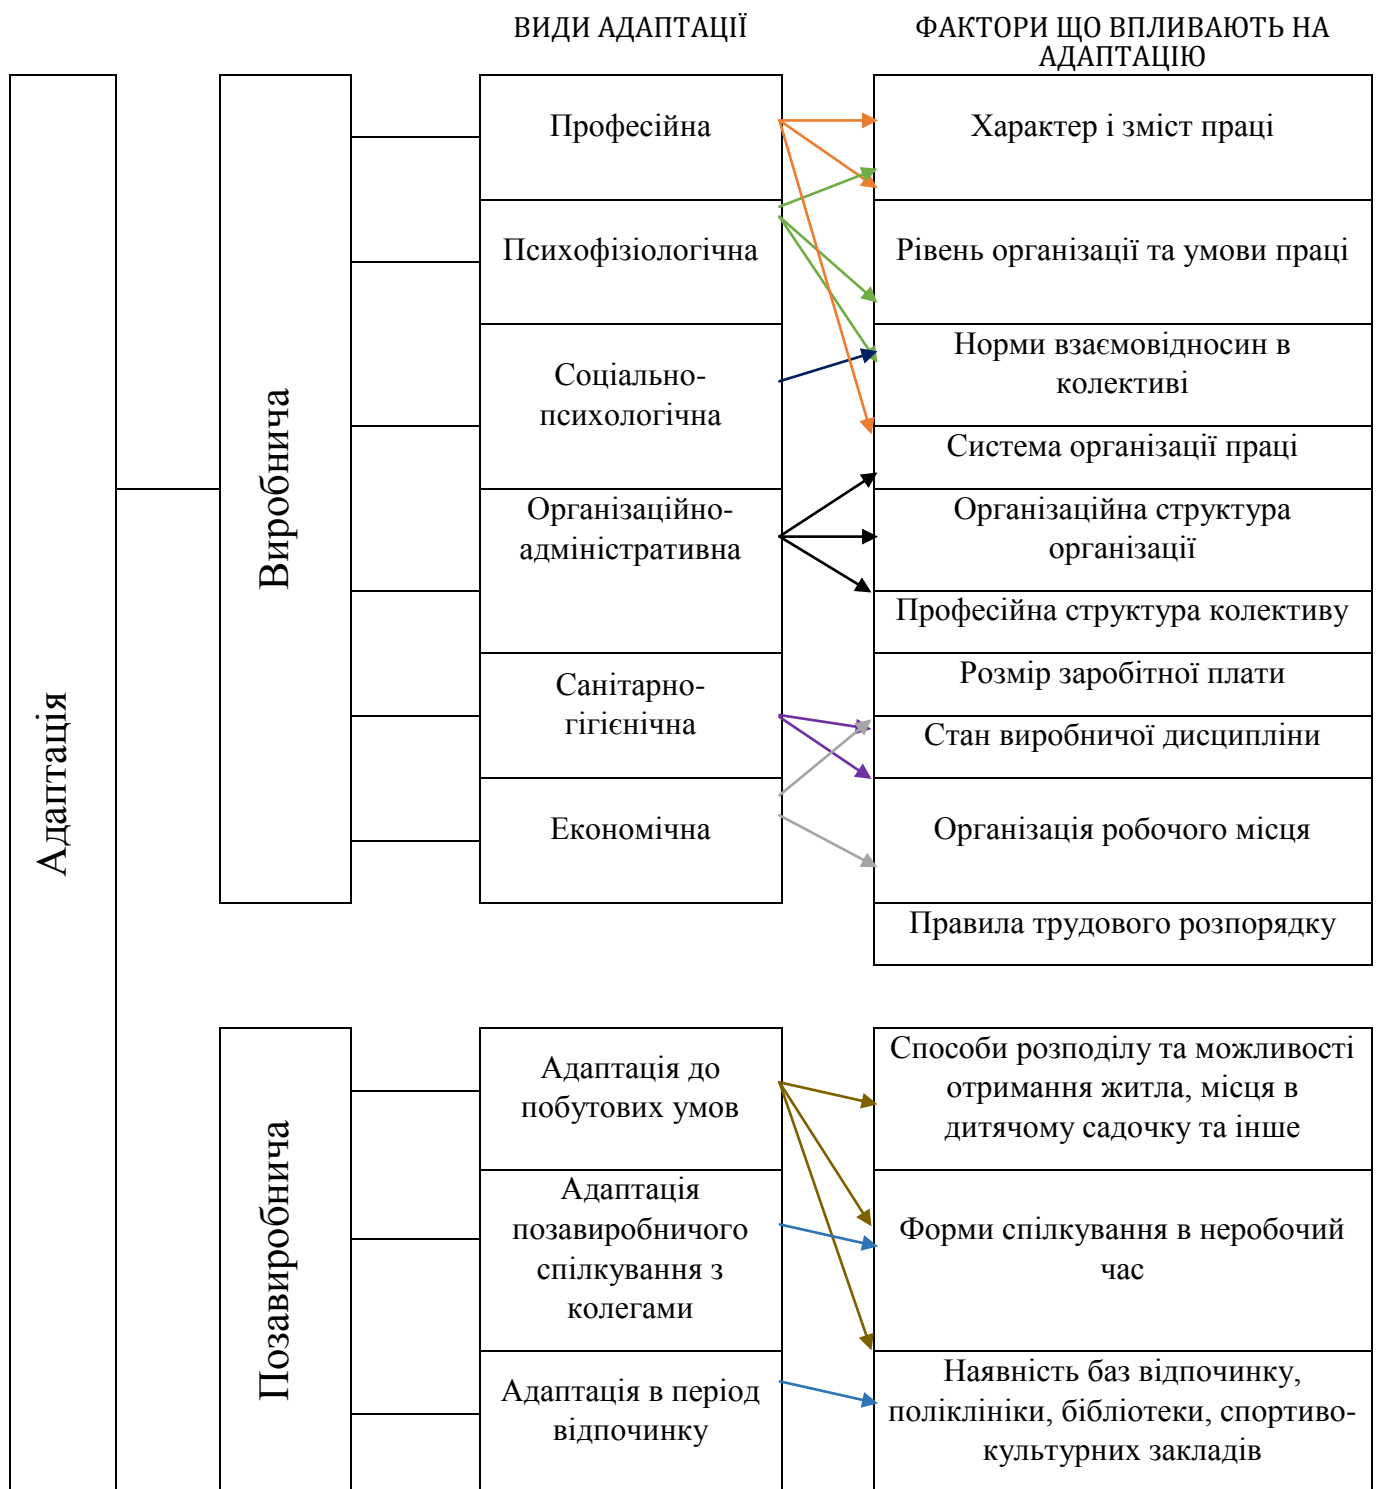 ВИДИ АДАПТАЦІЇ
ФАКТОРИ ЩО ВПЛИВАЮТЬ НА
АДАПТАЦІЮ
Адаптація
Виробнича
Професійна
Психофізіологічна
Соціально-
психологічна
Організаційно-
адміністративна
Санітарно-
гігієнічна
Економічна
Характер і зміст праці
Рівень організації та умови праці
Норми взаємовідносин в
колективі
Система організації праці
Організаційна структура
організації
Професійна структура колективу
Розмір заробітної плати
Стан виробничої дисципліни
Організація робочого місця
Правила трудового розпорядку
Позавиробнича
Адаптація до
побутових умов
Адаптація
позавиробничого
спілкування з
колегами
Адаптація в період
відпочинку
Способи розподілу та можливості
отримання житла, місця в
дитячому садочку та інше
Форми спілкування в неробочий
час
Наявність баз відпочинку,
поліклініки, бібліотеки, спортиво-
культурних закладів